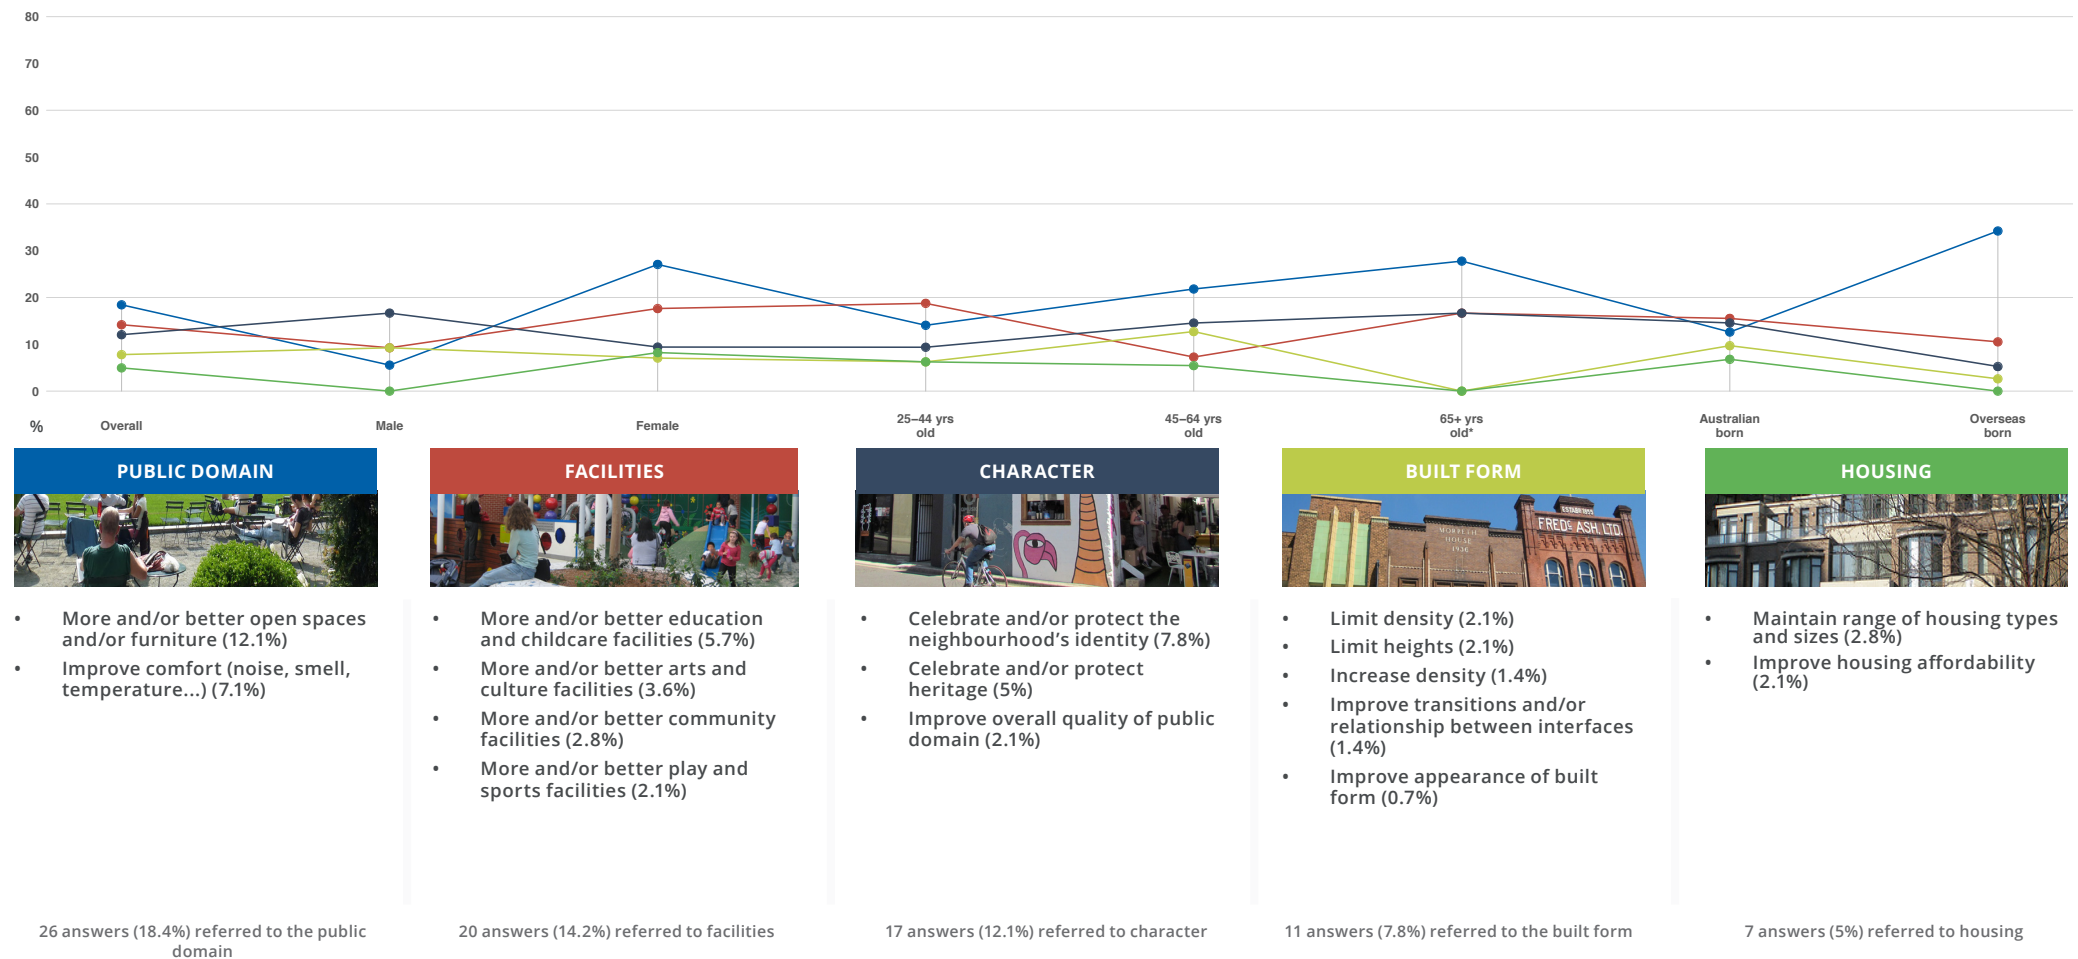 80
70
60
50
40
30
20
10
0
%
Overall
Male
Female
25–44 yrs
old
45–64 yrs
old
65+ yrs
old*
Australian
born
Overseas
born
PUBLIC DOMAIN
• More and/or better open spaces
and/or furniture (12.1%)
• Improve comfort (noise, smell,
temperature...) (7.1%)
26 answers (18.4%) referred to the public
domain
FACILITIES
• More and/or better education
and childcare facilities (5.7%)
• More and/or better arts and
culture facilities (3.6%)
• More and/or better community
facilities (2.8%)
• More and/or better play and
sports facilities (2.1%)
20 answers (14.2%) referred to facilities
CHARACTER
• Celebrate and/or protect the
neighbourhood's identity (7.8%)
• Celebrate and/or protect
heritage (5%)
• Improve overall quality of public
domain (2.1%)
17 answers (12.1%) referred to character
BUILT FORM
MORPETH
HOUSE
1936
ESTABD 1855
FREDC ASH. LTD.
• Limit density (2.1%)
• Limit heights (2.1%)
• Increase density (1.4%)
• Improve transitions and/or
relationship between interfaces
(1.4%)
• Improve appearance of built
form (0.7%)
11 answers (7.8%) referred to the built form
HOUSING
• Maintain range of housing types
and sizes (2.8%)
• Improve housing affordability
(2.1%)
7 answers (5%) referred to housing